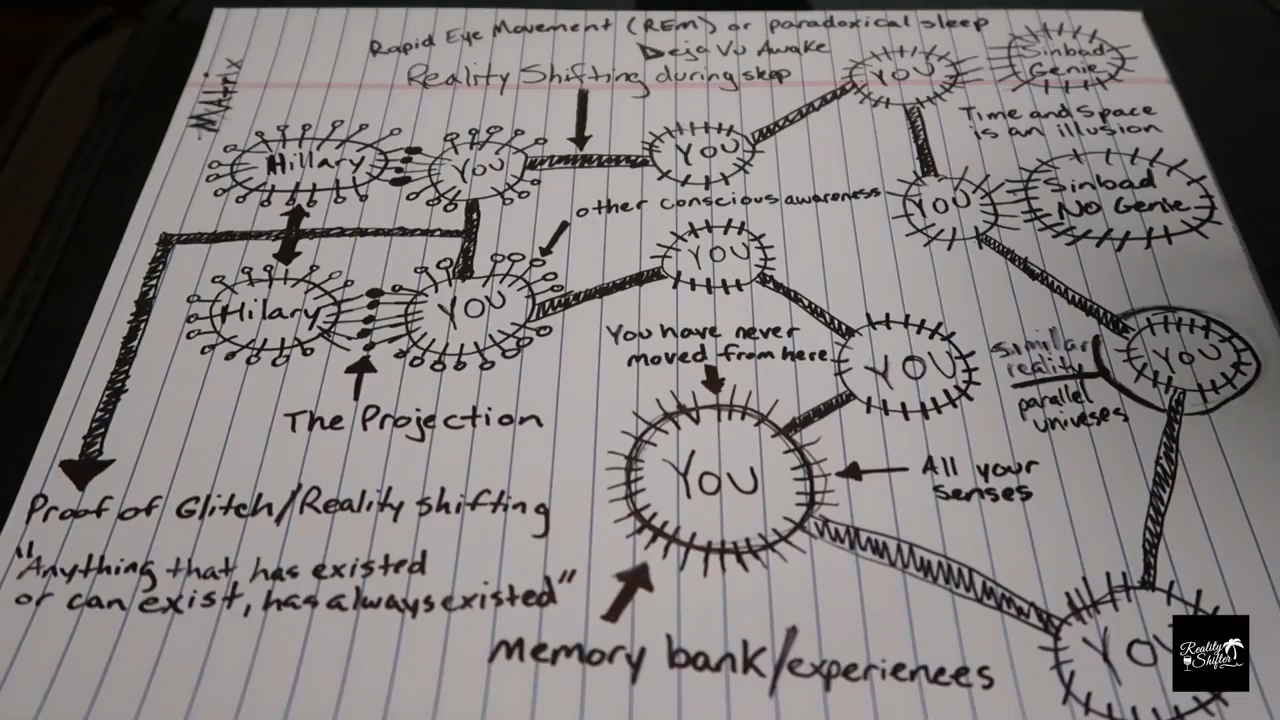 Rapid Eye Movement (REM) or paradoxical sleep
Deja Vu Awake
Reality Shifting during sleep
MAtrix
YOU
Sinbad
Genie
Time and space
is an illusion
Hillary
YOU
YOU
other conscious awareness
YOU
Sinbad
NO Genie
Hilary
YOU
YOU
You have never
moved from here
YOU
similar
reality
parallel
univeses
YOU
The Projection
YOU
All your
senses
Proof of Glitch/Reality shifting
"Anything that has existed
or can exist, has always existed"
Memory bank/experiences
YOU
Reality
Shifter